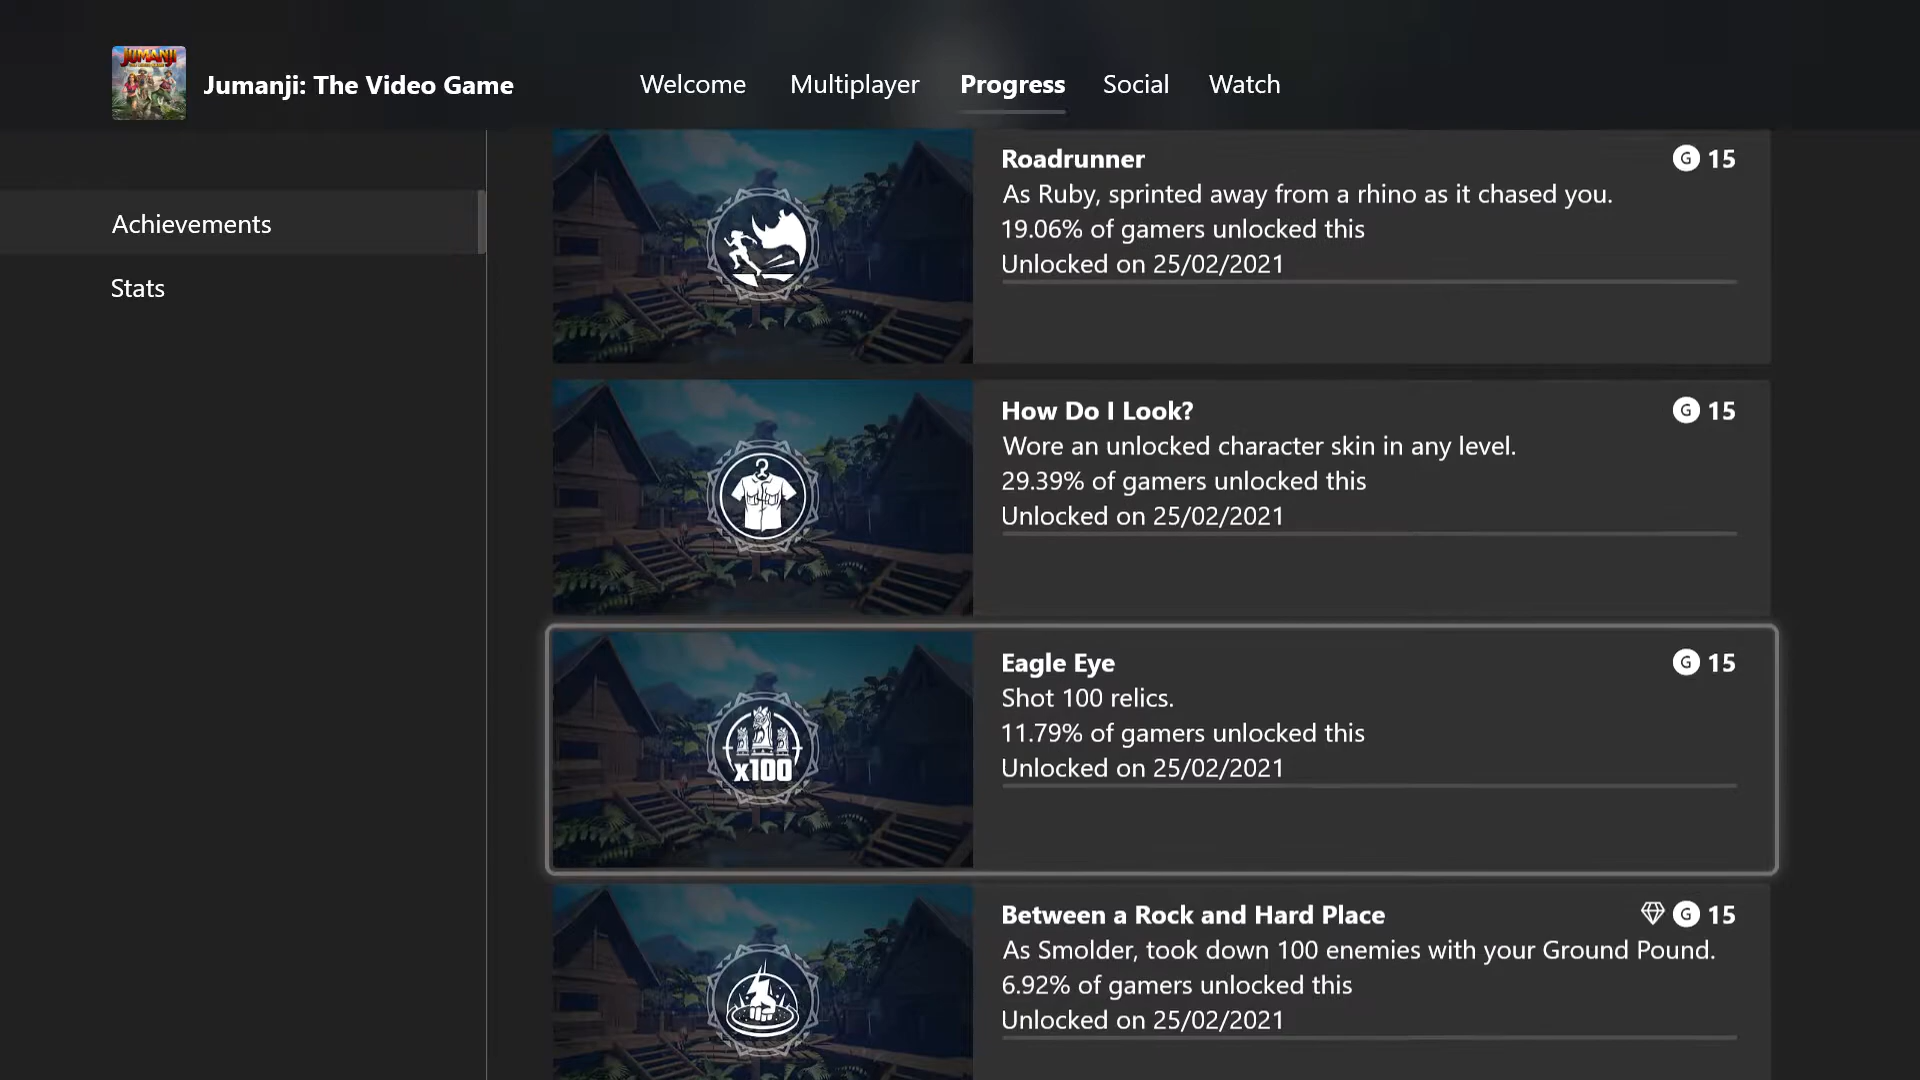 JUMANJI
Jumanji: The Video Game
Welcome
Multiplayer
Progress
Social
Watch
Achievements
Stats
Roadrunner
G 15
As Ruby, sprinted away from a rhino as it chased you.
19.06% of gamers unlocked this
Unlocked on 25/02/2021
How Do I Look?
G 15
Wore an unlocked character skin in any level.
29.39% of gamers unlocked this
Unlocked on 25/02/2021
x100
Eagle Eye
G 15
Shot 100 relics.
11.79% of gamers unlocked this
Unlocked on 25/02/2021
Between a Rock and Hard Place
G 15
As Smolder, took down 100 enemies with your Ground Pound.
6.92% of gamers unlocked this
Unlocked on 25/02/2021